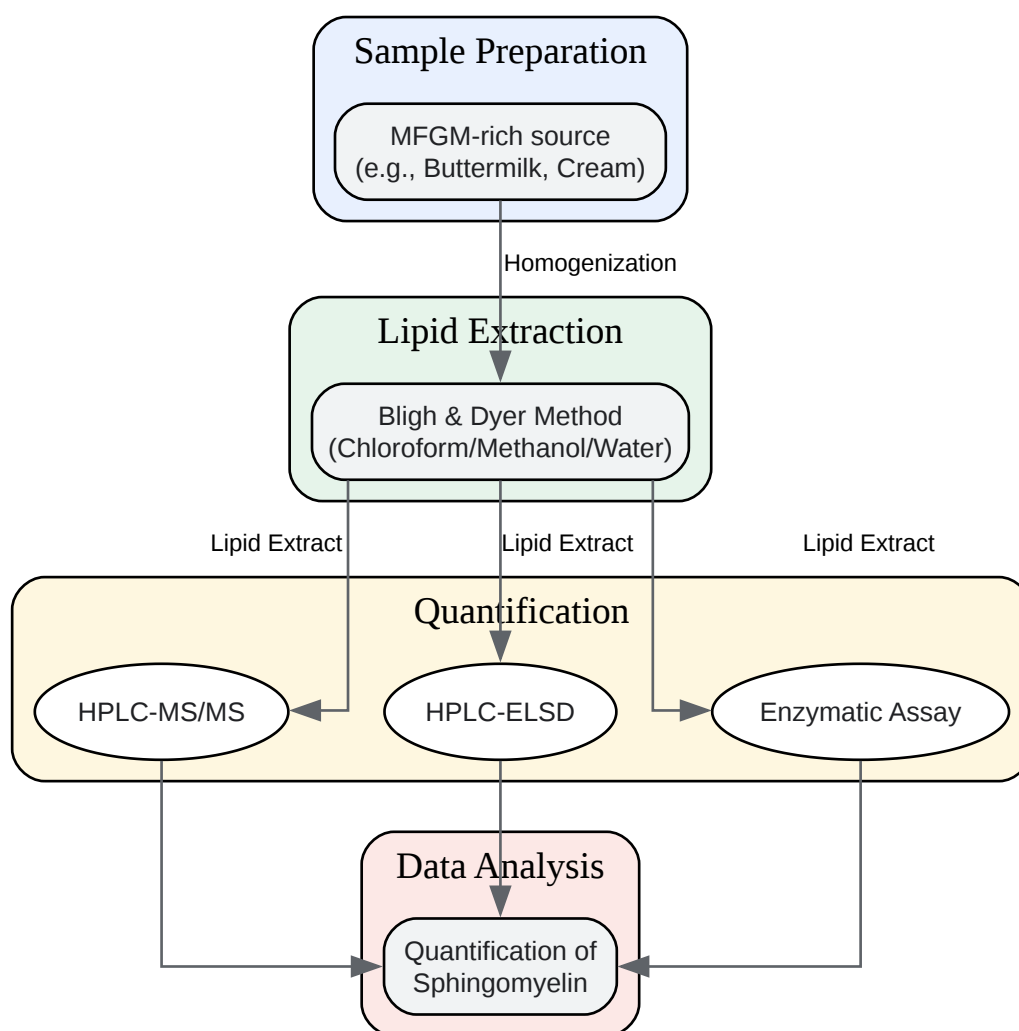 Sample Preparation
MFGM-rich source
(e.g., Buttermilk, Cream)
Homogenization
Lipid Extraction
Bligh & Dyer Method
(Chloroform/Methanol/Water)
Lipid Extract
Lipid Extract
Lipid Extract
Quantification
HPLC-MS/MS
HPLC-ELSD
Enzymatic Assay
Data Analysis
Quantification of
Sphingomyelin